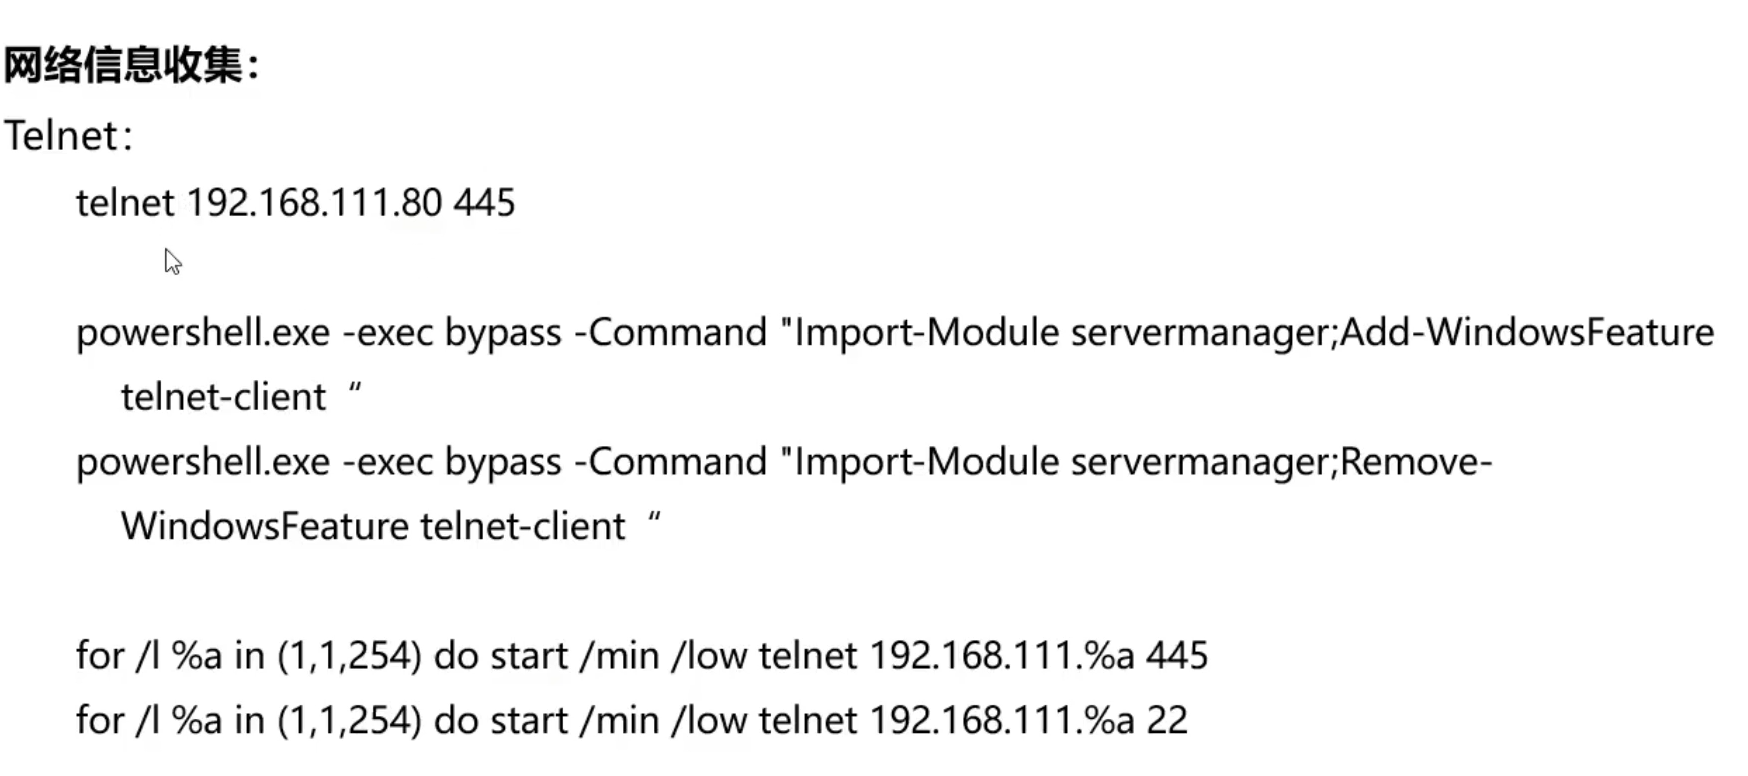 网络信息收集：
Telnet：
telnet 192.168.111.80 445
powershell.exe -exec bypass -Command "Import-Module servermanager;Add-WindowsFeature
telnet-client “
powershell.exe -exec bypass -Command "Import-Module servermanager;Remove-
WindowsFeature telnet-client “
for /l %a in (1,1,254) do start /min /low telnet 192.168.111.%a 445
for /l %a in (1,1,254) do start /min /low telnet 192.168.111.%a 22